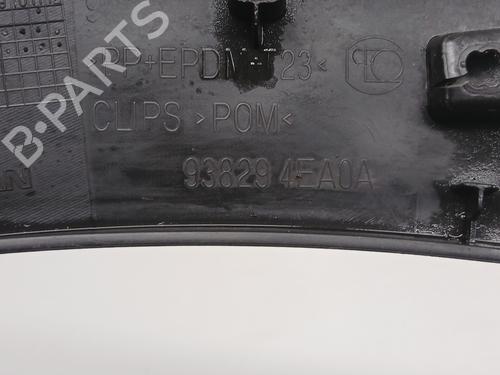 PP+EPDM-T23<
CLIPS >POM<
93829 4EA0A
B-PARTS